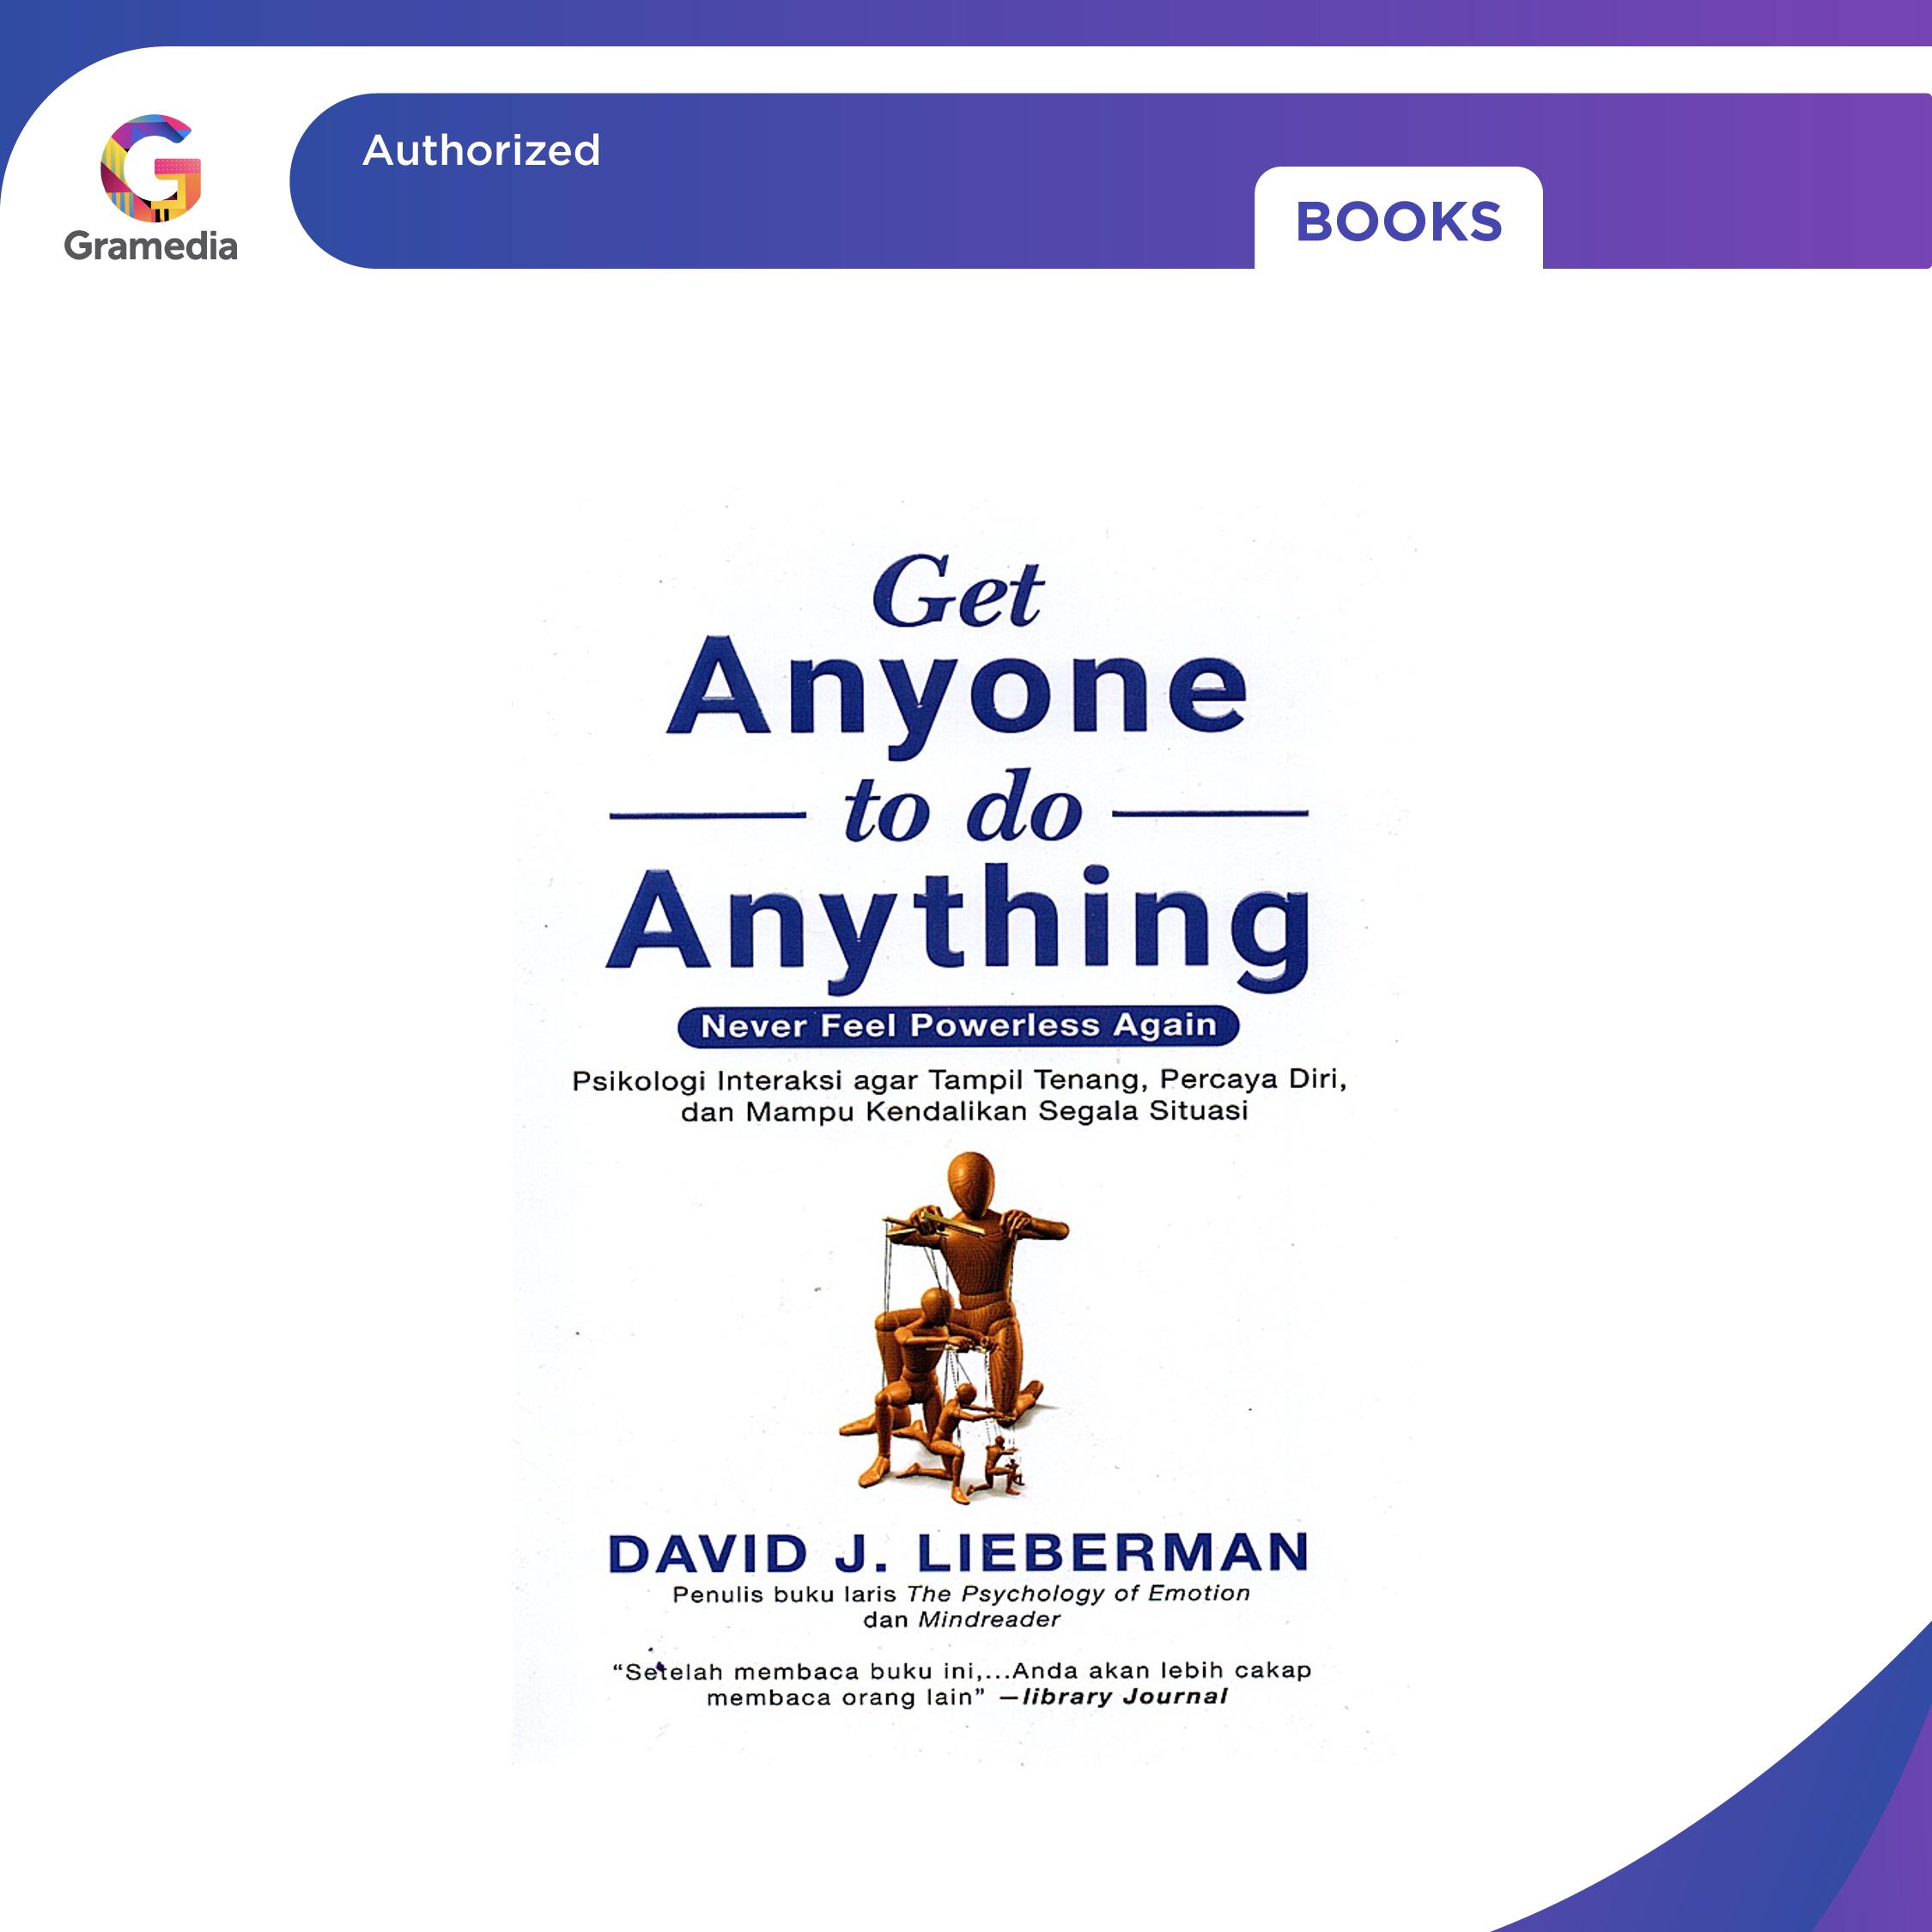 Gramedia
Authorized
BOOKS
Get
Anyone
to do
Anything
Never Feel Powerless Again
Psikologi Interaksi agar Tampil Tenang, Percaya Diri,
dan Mampu Kendalikan Segala Situasi
DAVID J. LIEBERMAN
Penulis buku laris The Psychology of Emotion
dan Mindreader
“Setelah membaca buku ini,...Anda akan lebih cakap
membaca orang lain” —library Journal